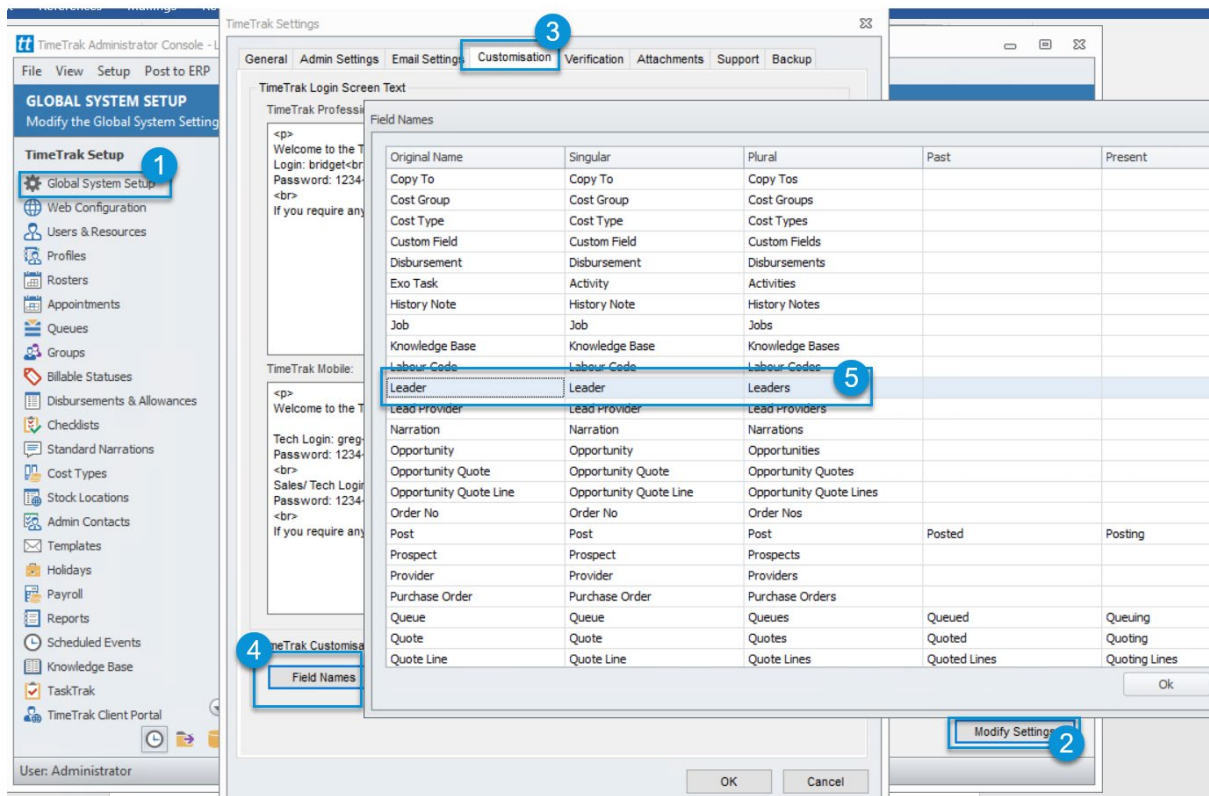 TimeTrak Settings
3
tt TimeTrak Administrator Console - L
File View Setup Post to ERP
General Admin Settings Email Settings Customisation Verification Attachments Support Backup
GLOBAL SYSTEM SETUP
Modify the Global System Setting
TimeTrak Setup
1
Global System Setup
Web Configuration
Users & Resources
Profiles
Rosters
Appointments
Queues
Groups
Billable Statuses
Disbursements & Allowances
Checklists
Standard Narrations
Cost Types
Stock Locations
Admin Contacts
Templates
Holidays
Payroll
Reports
Scheduled Events
Knowledge Base
TaskTrak
TimeTrak Client Portal
User: Administrator
TimeTrak Login Screen Text
TimeTrak Professi
<p>
Welcome to the T
Login: bridget<br
Password: 1234<
<br>
If you require any
TimeTrak Mobile:
<p>
Welcome to the T
Tech Login: greg<
Password: 1234<
<br>
Sales/ Tech Login
Password: 1234<
<br>
If you require any
4
meTrak Customisa
Field Names
Field Names
Original Name Singular Plural Past Present
Copy To Copy To Copy Tos
Cost Group Cost Group Cost Groups
Cost Type Cost Type Cost Types
Custom Field Custom Field Custom Fields
Disbursement Disbursement Disbursements
Exo Task Activity Activities
History Note History Note History Notes
Job Job Jobs
Knowledge Base Knowledge Base Knowledge Bases
Labour Code Labour Code Labour Codes
5
Leader Leader Leaders
Lead Provider Lead Provider Lead Providers
Narration Narration Narrations
Opportunity Opportunity Opportunities
Opportunity Quote Opportunity Quote Opportunity Quotes
Opportunity Quote Line Opportunity Quote Line Opportunity Quote Lines
Order No Order No Order Nos
Post Post Post Posted Posting
Prospect Prospect Prospects
Provider Provider Providers
Purchase Order Purchase Order Purchase Orders
Queue Queue Queues Queued Queuing
Quote Quote Quotes Quoted Quoting
Quote Line Quote Line Quote Lines Quoted Lines Quoting Lines
Ok
Modify Settings
2
OK Cancel